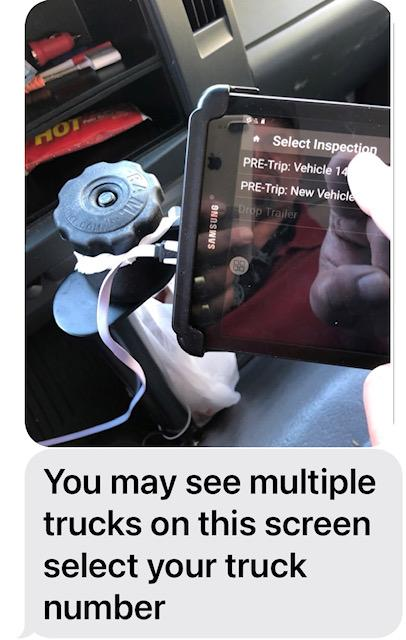 HOT
Select Inspection
PRE-Trip: Vehicle 14
PRE-Trip: New Vehicle
Drop Trailer
SAMSUNG
You may see multiple
trucks on this screen
select your truck
number